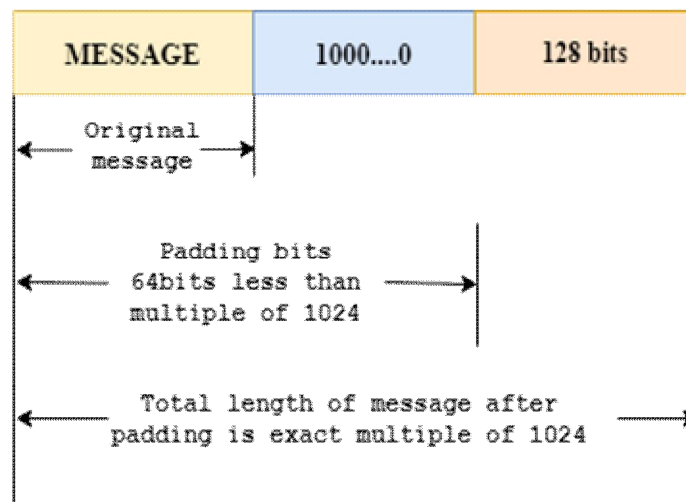 MESSAGE 1000....0 128 bits
Original
message
Padding bits
64bits less than
multiple of 1024
Total length of message after
padding is exact multiple of 1024